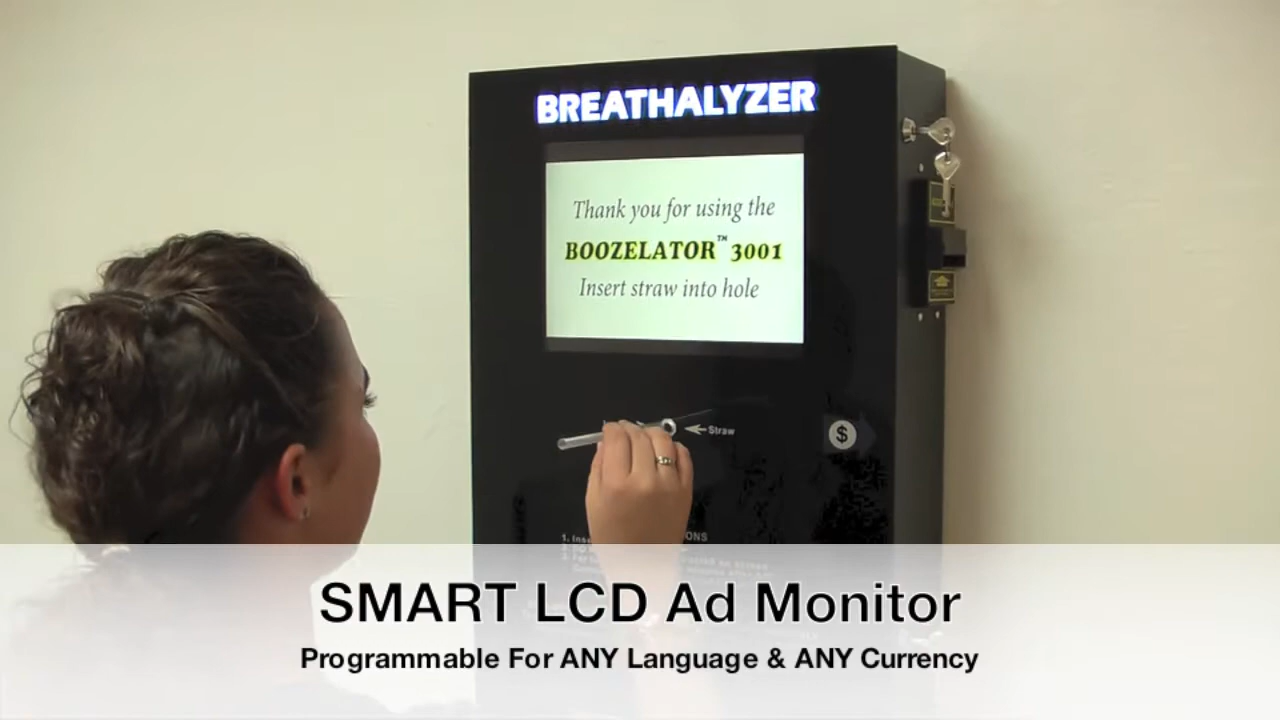 BREATHALYZER
Thank you for using the
BOOZELATOR™ 3001
Insert straw into hole
Straw
$
SMART LCD Ad Monitor
Programmable For ANY Language & ANY Currency